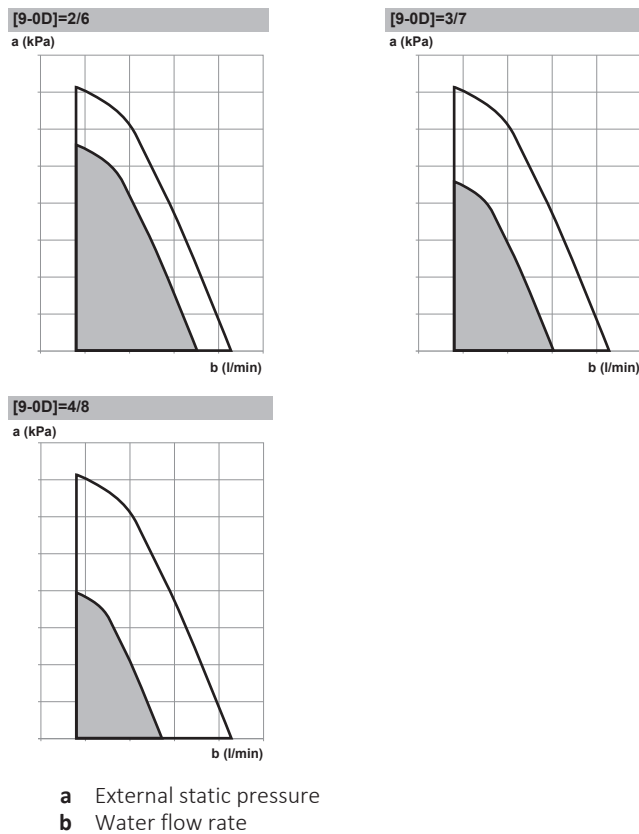 [9-0D]=2/6
a (kPa)
b (l/min)
[9-0D]=3/7
a (kPa)
b (l/min)
[9-0D]=4/8
a (kPa)
b (l/min)
a External static pressure
b Water flow rate